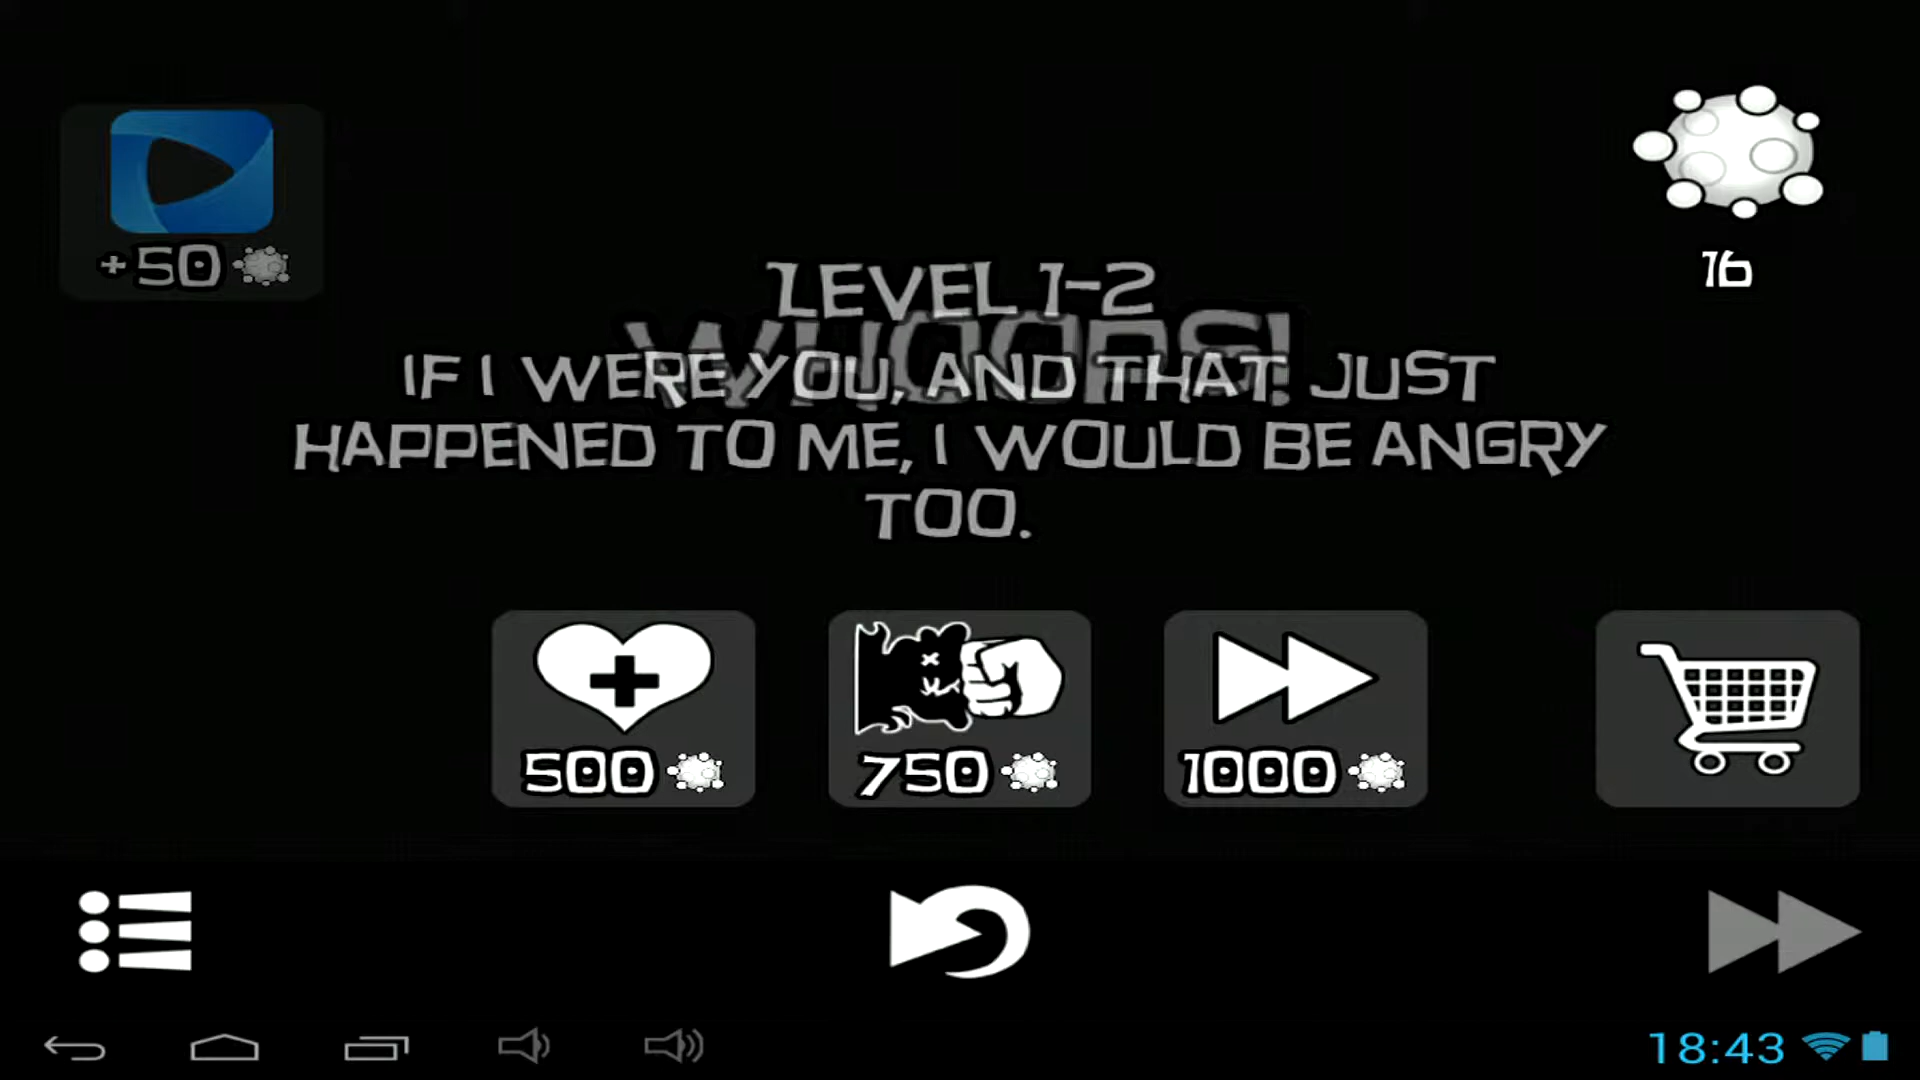 +50
16
LEVEL 1-2
WHOOPS!
IF I WERE YOU, AND THAT JUST
HAPPENED TO ME, I WOULD BE ANGRY
TOO.
500
750
1000
18:43